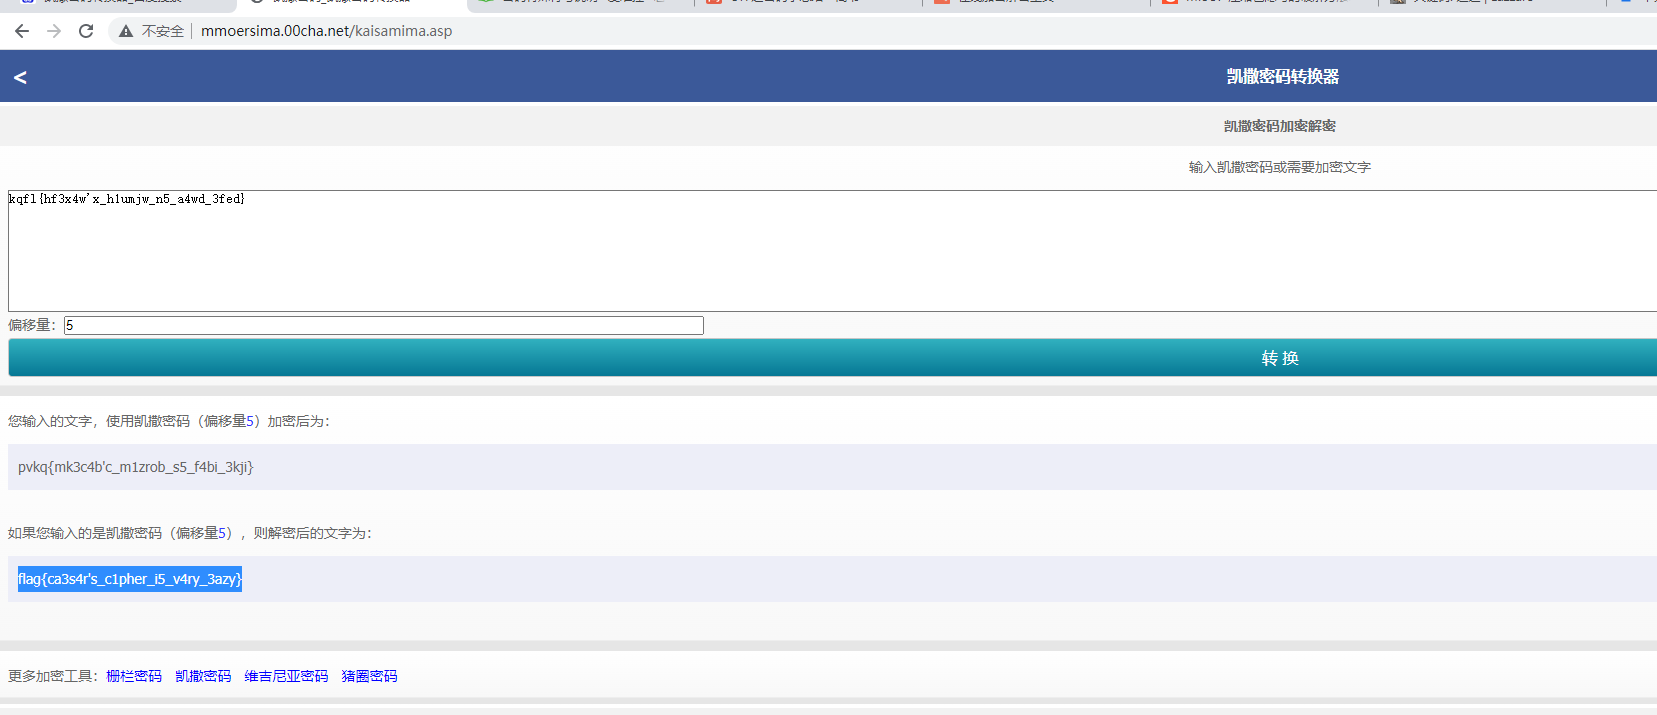 不安全 mmoersima.00cha.net/kaisamima.asp
< 凯撒密码转换器
凯撒密码加密解密
输入凯撒密码或需要加密文字
kqfl{hf3x4w'x_h1umjw_n5_a4wd_3fed}
偏移量：5
转 换
您输入的文字，使用凯撒密码（偏移量5）加密后为：
pvkq{mk3c4b'c_m1zrob_s5_f4bi_3kji}
如果您输入的是凯撒密码（偏移量5），则解密后的文字为：
flag{ca3s4r's_c1pher_i5_v4ry_3azy}
更多加密工具：栅栏密码 凯撒密码 维吉尼亚密码 猪圈密码